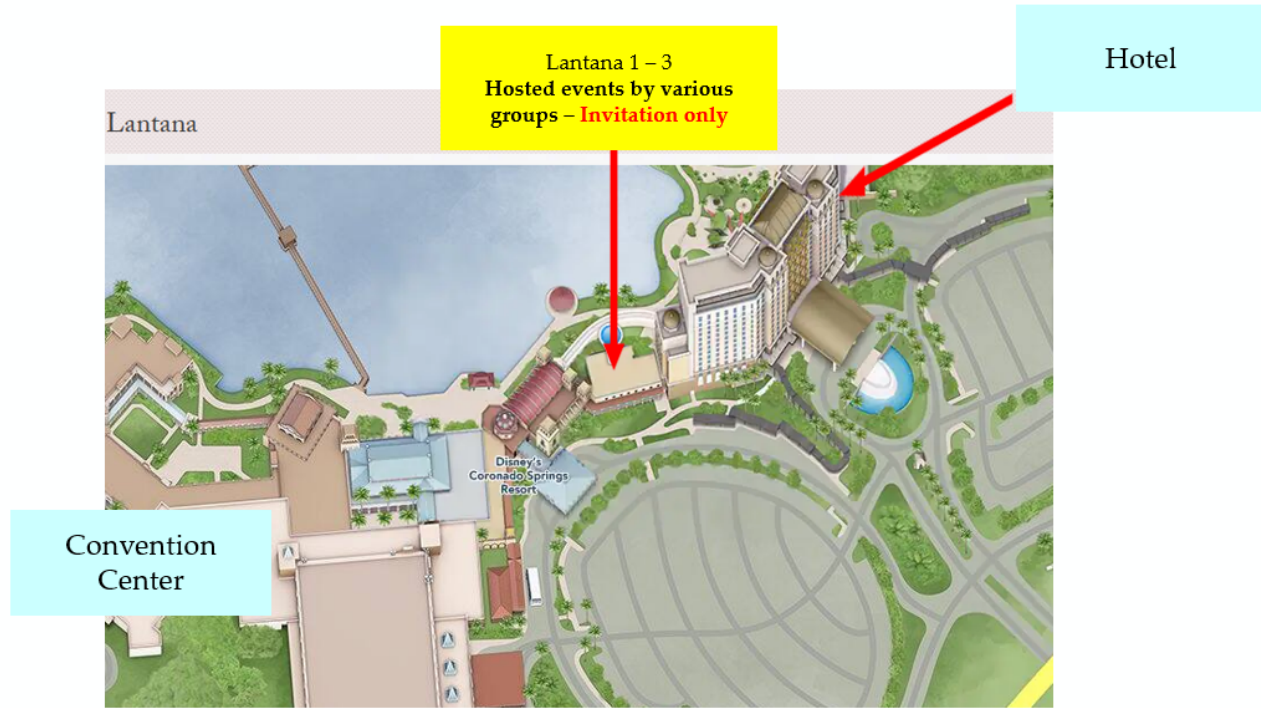 Lantana 1 – 3
Hosted events by various
groups – Invitation only
Hotel
Lantana
Disney's
Coronado Springs
Resort
Convention
Center